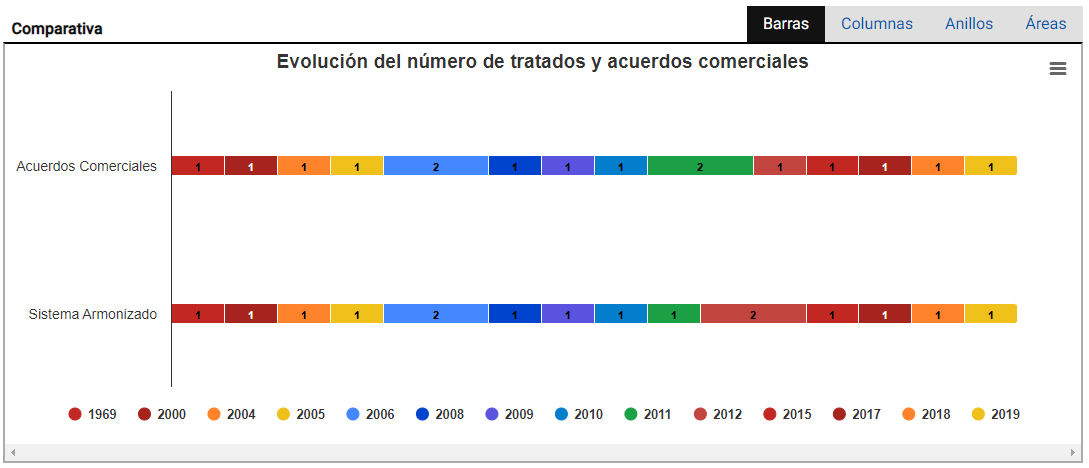 Comparativa
Barras Columnas Anillos Áreas
Evolución del número de tratados y acuerdos comerciales
Acuerdos Comerciales 1 1 1 1 2 1 1 1 2 1 1 1 1 1
Sistema Armonizado 1 1 1 1 2 1 1 1 1 2 1 1 1 1
1969 2000 2004 2005 2006 2008 2009 2010 2011 2012 2015 2017 2018 2019